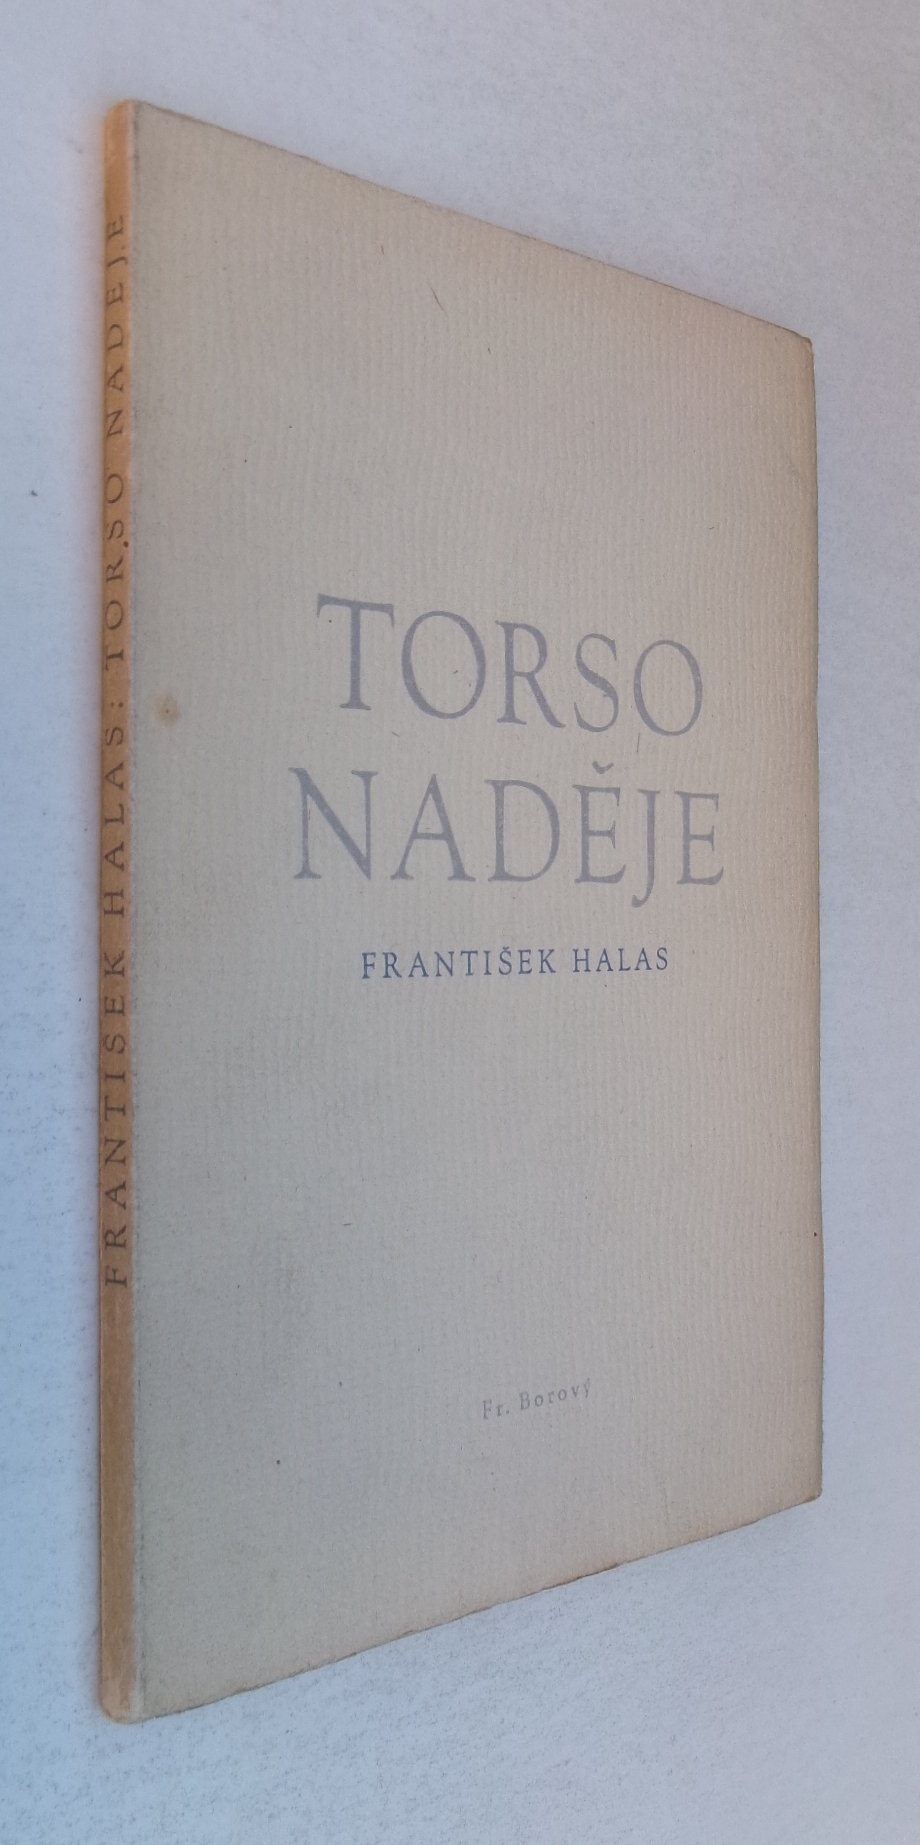 FRANTIŠEK HALAS: TORSO NADĚJE
TORSO
NADĚJE
FRANTIŠEK HALAS
Fr. Borový